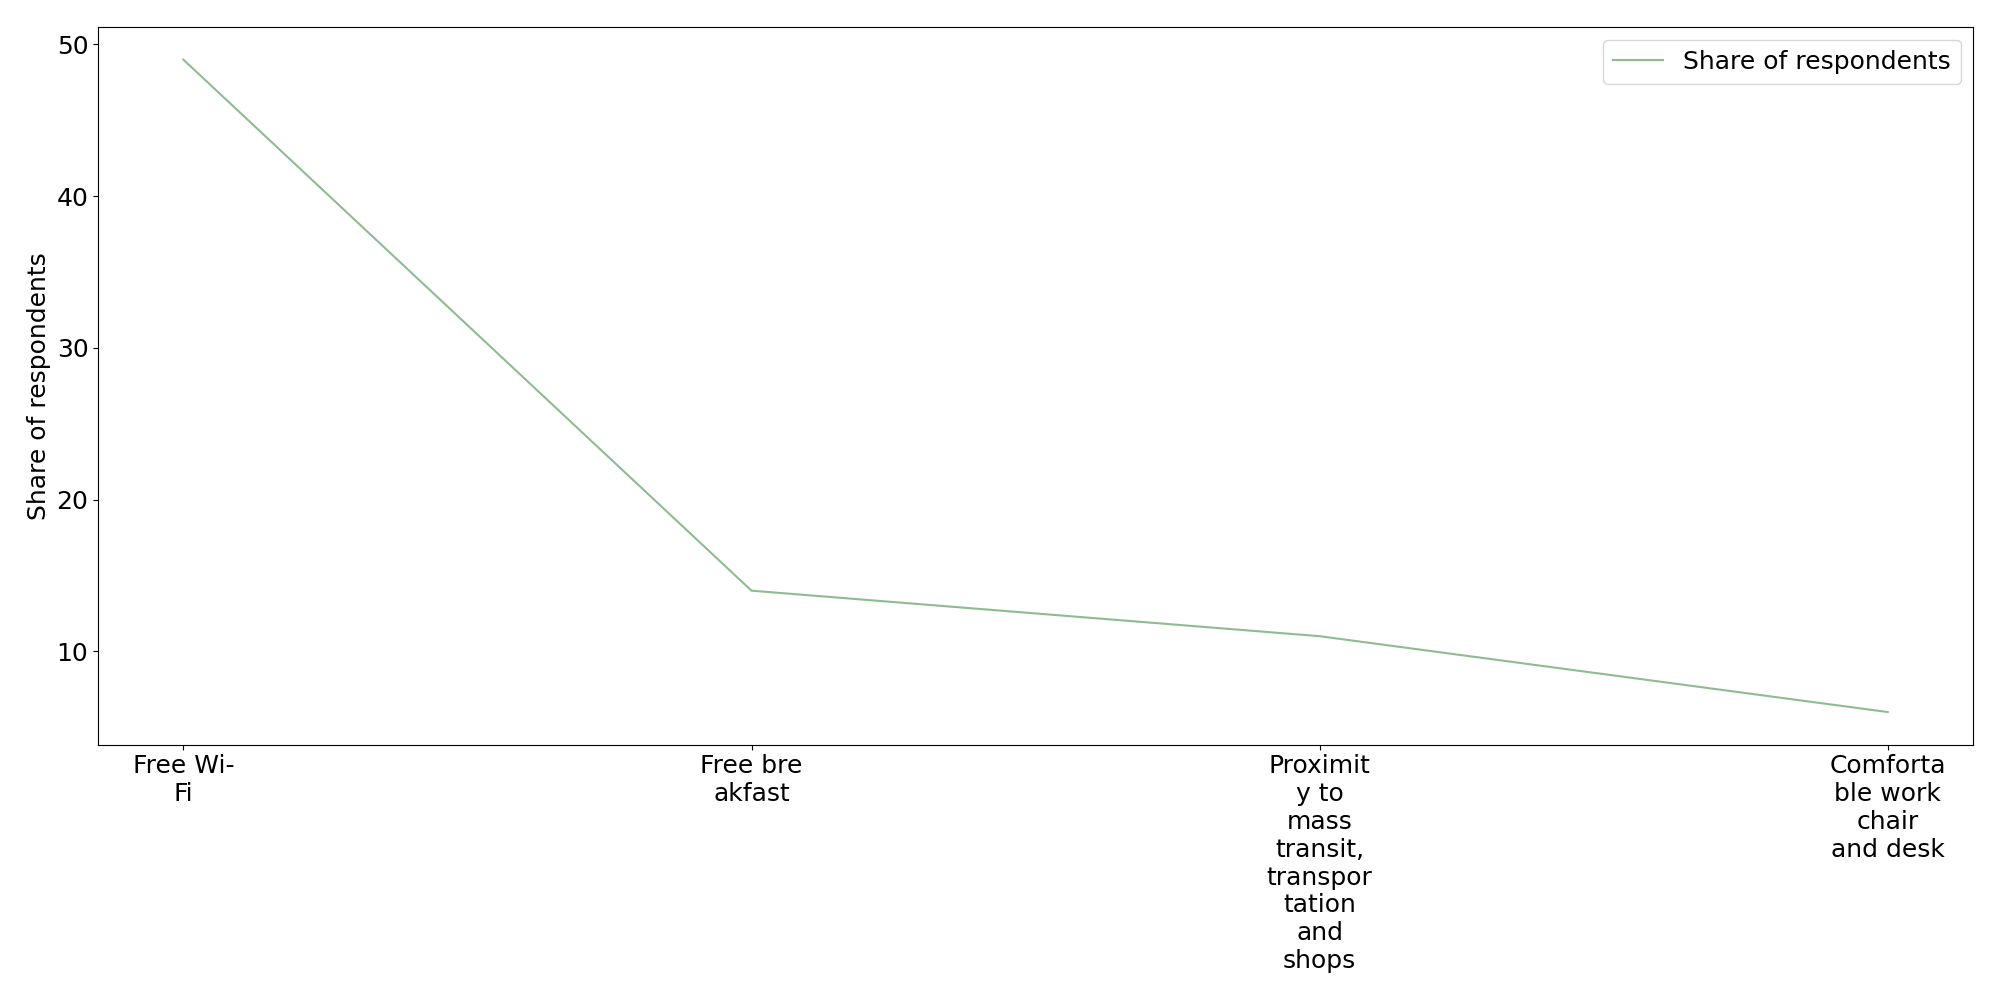 50
40
30
20
10
Share of respondents
Share of respondents
Free Wi-
Fi
Free bre
akfast
Proximit
y to
mass
transit,
transpor
tation
and
shops
Comforta
ble work
chair
and desk